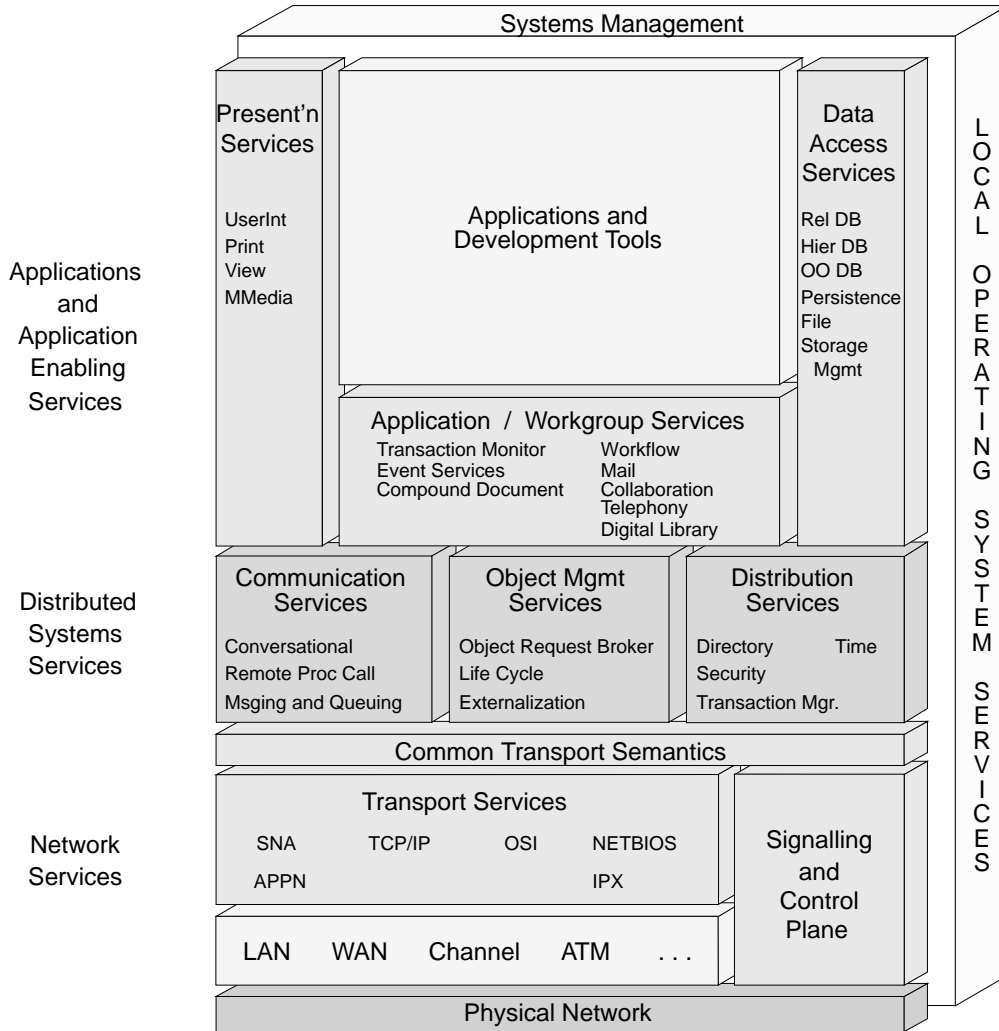 Systems Management
Present'n
Services
UserInt
Print
View
MMedia
Applications and
Development Tools
Data
Access
Services
Rel DB
Hier DB
OO DB
Persistence
File
Storage
Mgmt
LOCAL OPERATING SYSTEM SERVICES
Applications
and
Application
Enabling
Services
Application / Workgroup Services
Transaction Monitor
Event Services
Compound Document
Workflow
Mail
Collaboration
Telephony
Digital Library
Distributed
Systems
Services
Communication
Services
Conversational
Remote Proc Call
Msging and Queuing
Object Mgmt
Services
Object Request Broker
Life Cycle
Externalization
Distribution
Services
Directory Time
Security
Transaction Mgr.
Common Transport Semantics
Network
Services
Transport Services
SNA TCP/IP OSI NETBIOS
APPN IPX
Signalling
and
Control
Plane
LAN WAN Channel ATM . . .
Physical Network